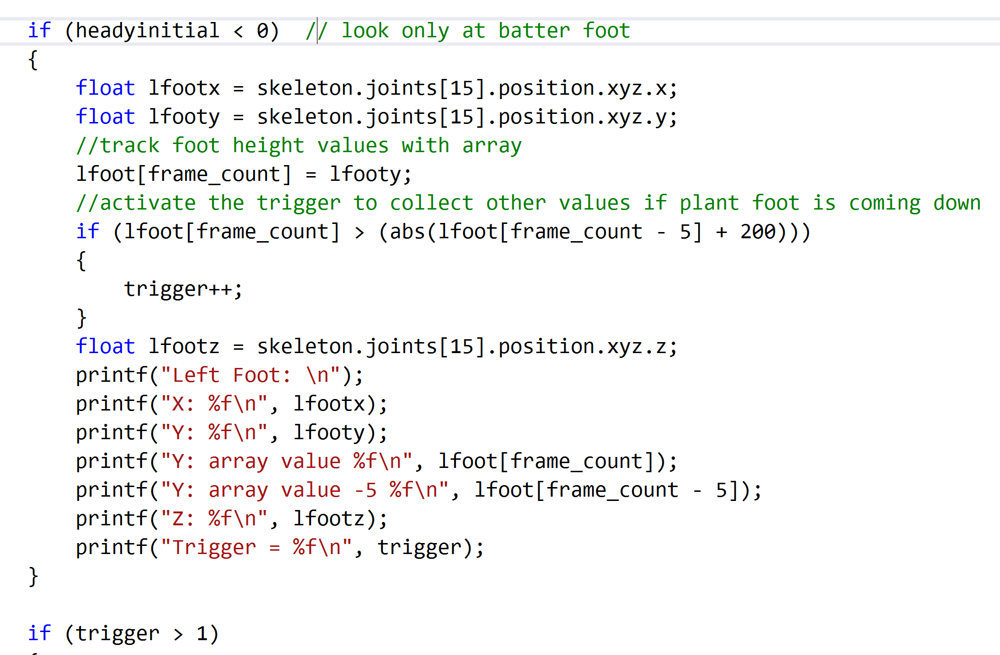 if (headyinitial < 0)  // look only at batter foot
{
    float lfootx = skeleton.joints[15].position.xyz.x;
    float lfooty = skeleton.joints[15].position.xyz.y;
    //track foot height values with array
    lfoot[frame_count] = lfooty;
    //activate the trigger to collect other values if plant foot is coming down
    if (lfoot[frame_count] > (abs(lfoot[frame_count - 5] + 200)))
    {
        trigger++;
    }
    float lfootz = skeleton.joints[15].position.xyz.z;
    printf("Left Foot: \n");
    printf("X: %f\n", lfootx);
    printf("Y: %f\n", lfooty);
    printf("Y: array value %f\n", lfoot[frame_count]);
    printf("Y: array value -5 %f\n", lfoot[frame_count - 5]);
    printf("Z: %f\n", lfootz);
    printf("Trigger = %f\n", trigger);
}

if (trigger > 1)
{